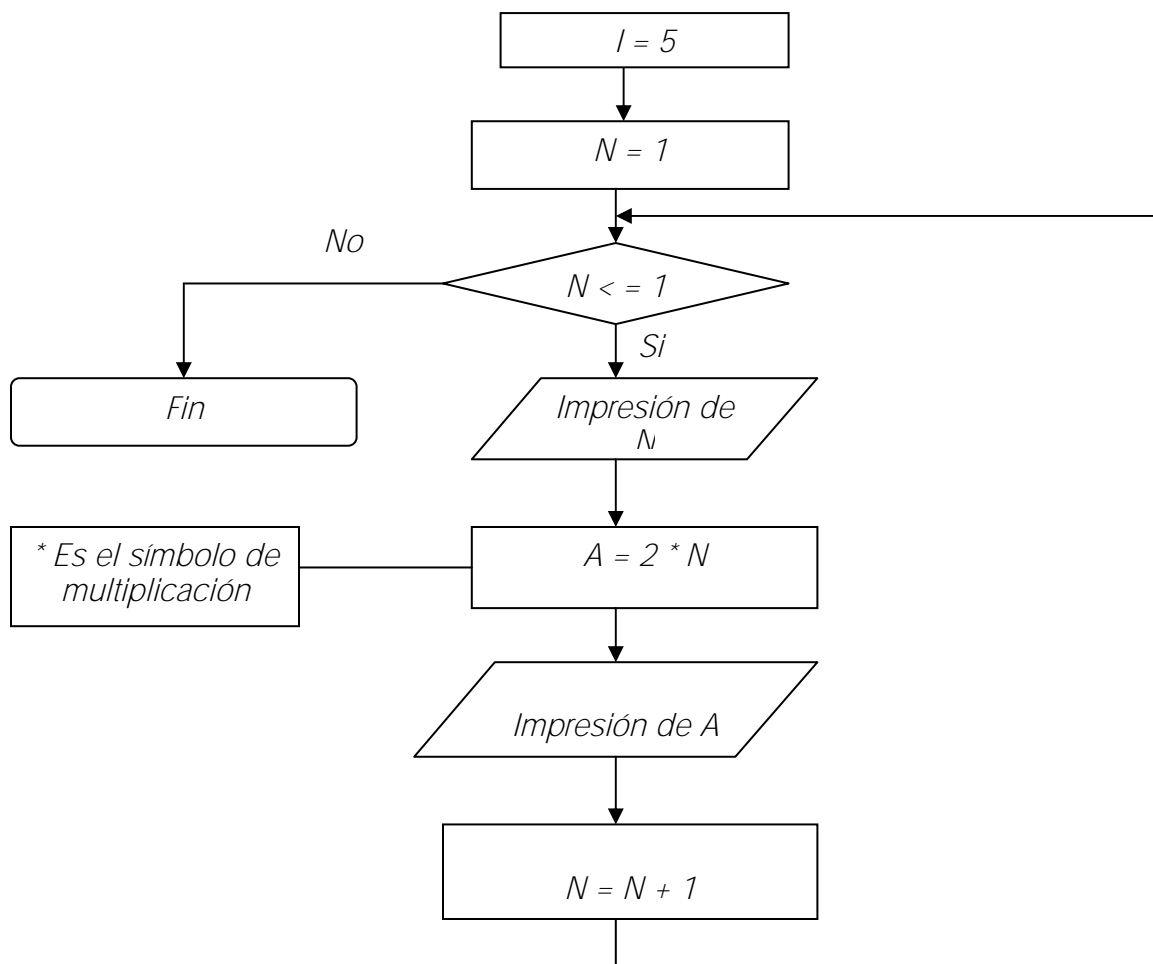 I = 5
N = 1
No
N < = 1
Si
Fin
Impresión de
N
* Es el símbolo de
multiplicación
A = 2 * N
Impresión de A
N = N + 1